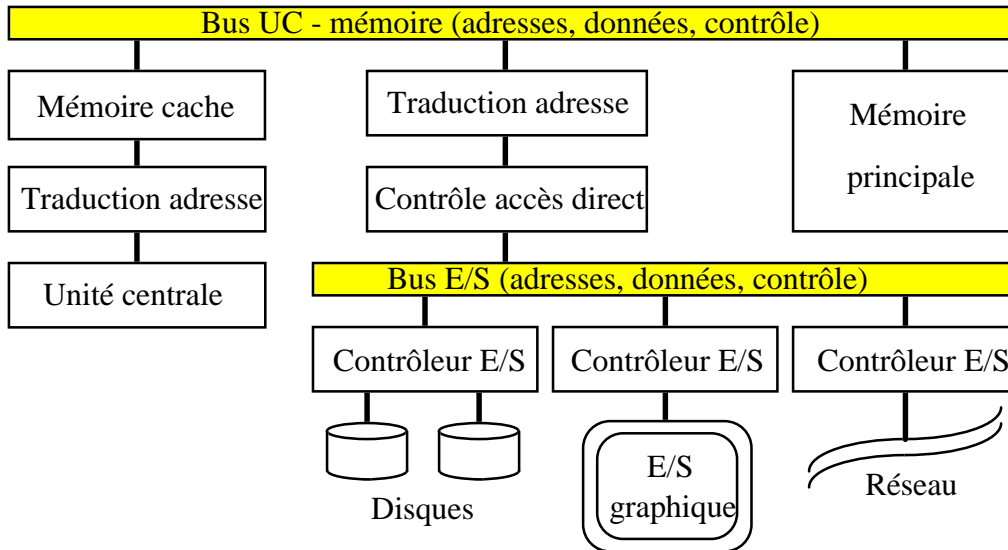 Bus UC - mémoire (adresses, données, contrôle)
Mémoire cache
Traduction adresse
Mémoire
principale
Traduction adresse
Contrôle accès direct
Unité centrale
Bus E/S (adresses, données, contrôle)
Contrôleur E/S
Contrôleur E/S
Contrôleur E/S
Disques
E/S
graphique
Réseau